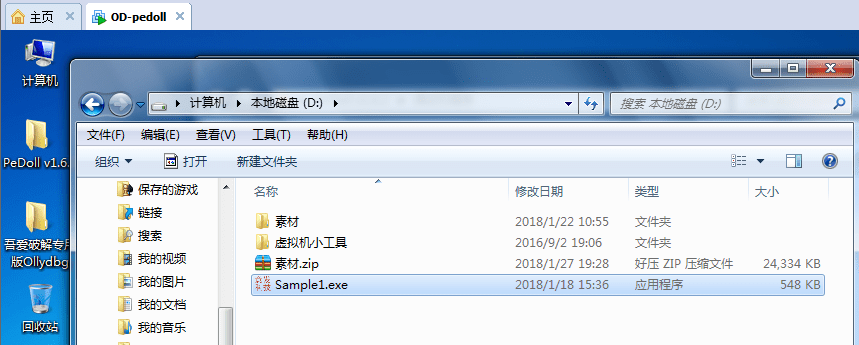 主页 OD-pedoll
计算机
PeDoll v1.6.
吾爱破解专用
版Ollydbg
回收站
计算机 本地磁盘 (D:) 搜索 本地磁盘 (D:)
文件(F) 编辑(E) 查看(V) 工具(T) 帮助(H)
组织 打开 新建文件夹
保存的游戏
链接
搜索
我的视频
我的图片
我的文档
我的音乐
名称 修改日期 类型 大小
素材 2018/1/22 10:55 文件夹
虚拟机小工具 2016/9/2 19:06 文件夹
素材.zip 2018/1/27 19:28 好压 ZIP 压缩文件 24,334 KB
Sample1.exe 2018/1/18 15:36 应用程序 548 KB